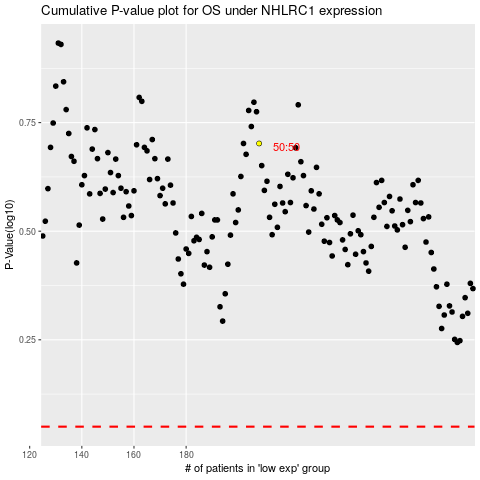 Cumulative P-value plot for OS under NHLRC1 expression
P-Value(log10)
0.75
0.50
0.25
50:50
120 140 160 180
# of patients in 'low exp' group